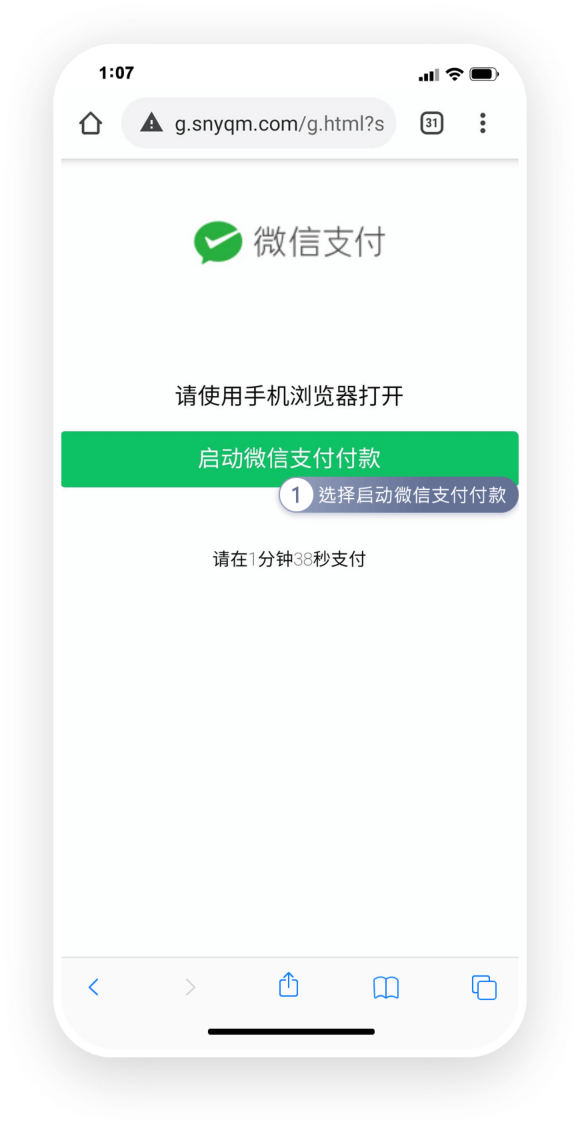 1:07
g.snyqm.com/g.html?s
31
微信支付
请使用手机浏览器打开
启动微信支付付款
1 选择启动微信支付付款
请在1分钟38秒支付